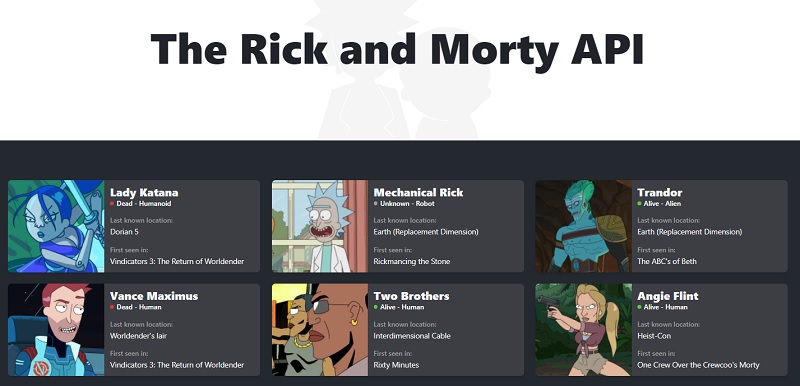 The Rick and Morty API
Lady Katana
Dead - Humanoid
Last known location:
Dorian 5
First seen in:
Vindicators 3: The Return of Worldender
Mechanical Rick
Unknown - Robot
Last known location:
Earth (Replacement Dimension)
First seen in:
Rickmancing the Stone
Trandor
Alive - Alien
Last known location:
Earth (Replacement Dimension)
First seen in:
The ABC's of Beth
Vance Maximus
Dead - Human
Last known location:
Worldender's lair
First seen in:
Vindicators 3: The Return of Worldender
Two Brothers
Alive - Human
Last known location:
Interdimensional Cable
First seen in:
Rixty Minutes
Angie Flint
Alive - Human
Last known location:
Heist-Con
First seen in:
One Crew Over the Crewcoo's Morty